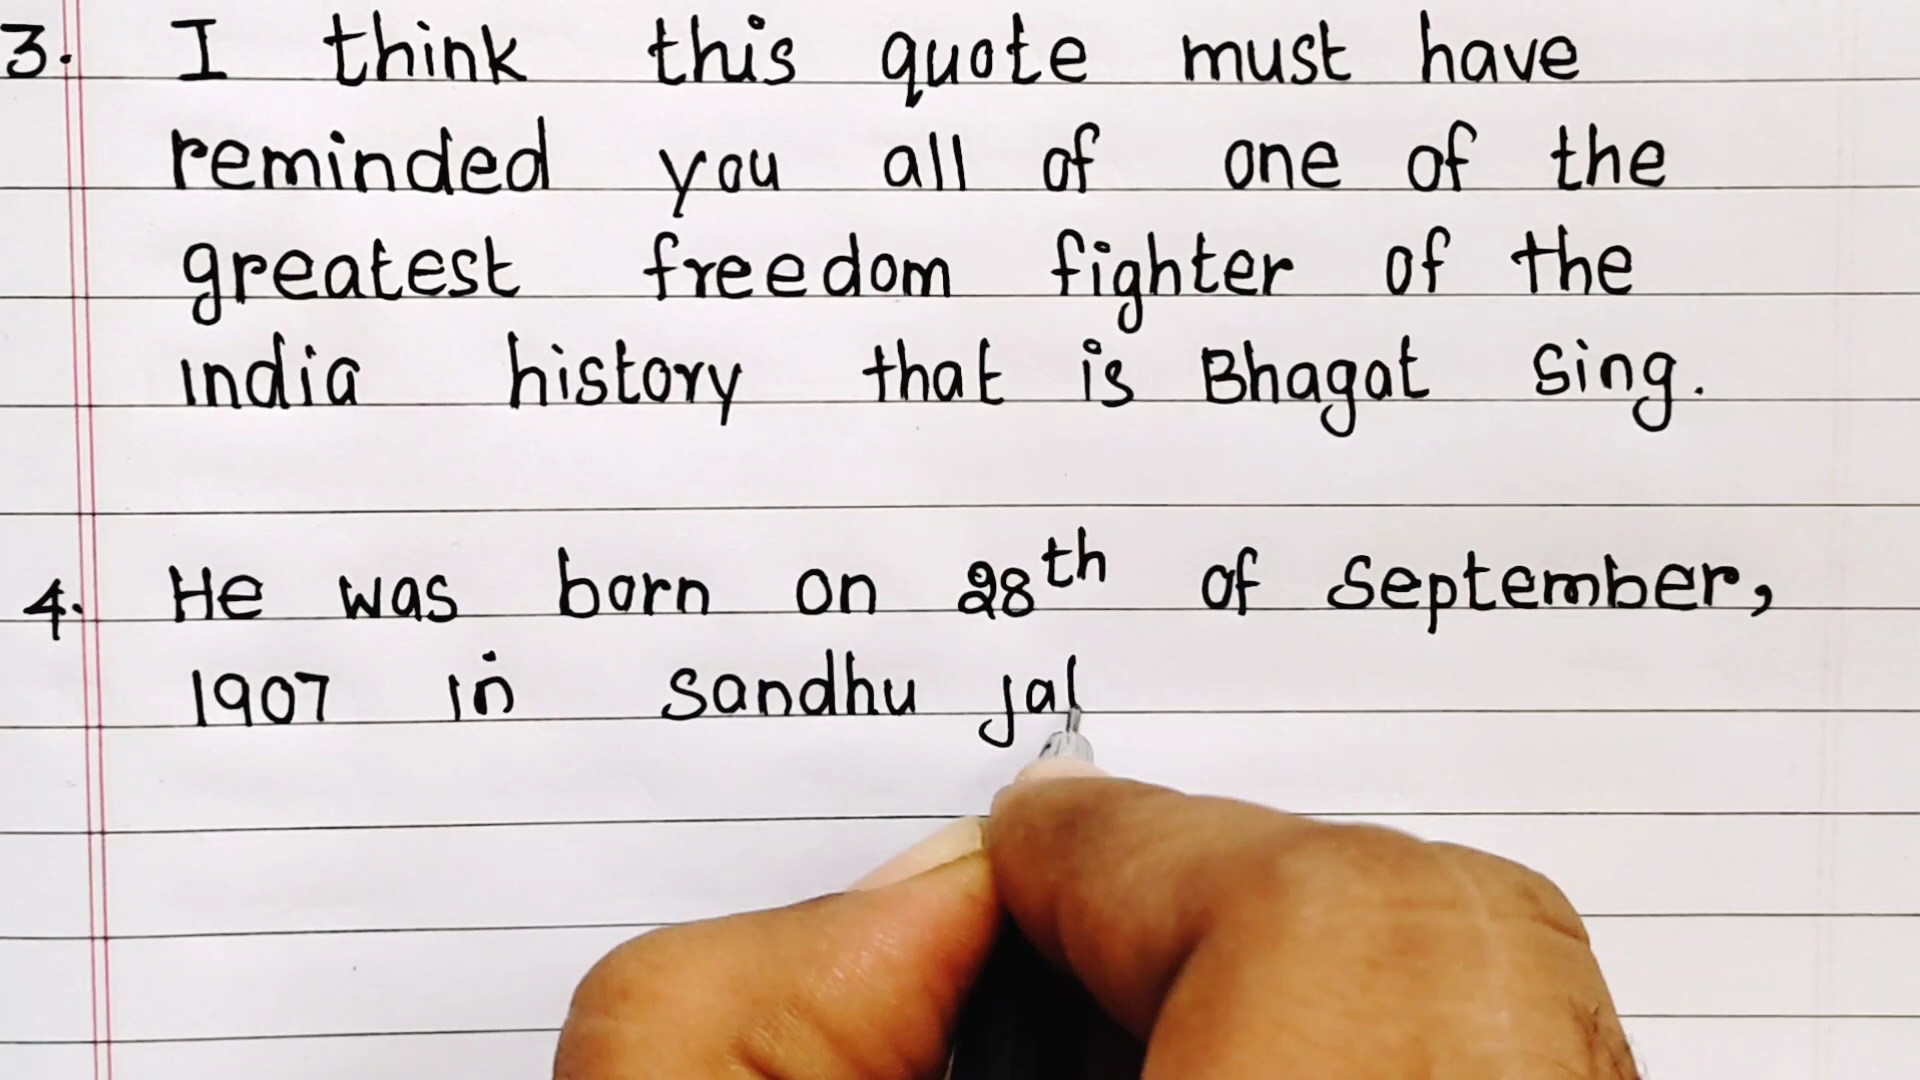 3. I think this quote must have
reminded you all of one of the
greatest freedom fighter of the
india history that is Bhagat Sing.
4. He was born on 28th of September,
1907 in Sandhu jal